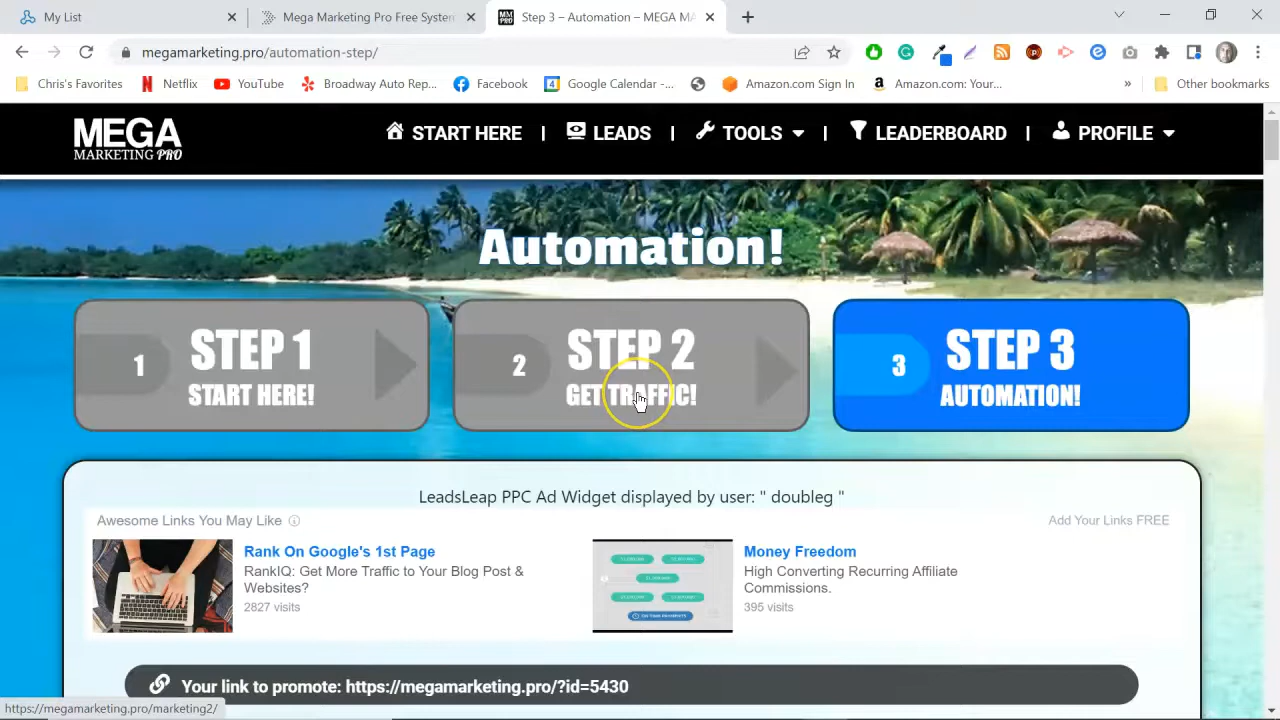 My List
Mega Marketing Pro Free System
Step 3 – Automation – MEGA MA
megamarketing.pro/automation-step/
Chris's Favorites
Netflix
YouTube
Broadway Auto Rep...
Facebook
Google Calendar -...
Amazon.com Sign In
Amazon.com: Your...
»
Other bookmarks
MEGA
MARKETING PRO
START HERE | LEADS | TOOLS | LEADERBOARD | PROFILE
Automation!
1
STEP 1
START HERE!
2
STEP 2
GET TRAFFIC!
3
STEP 3
AUTOMATION!
LeadsLeap PPC Ad Widget displayed by user: " doubleg "
Awesome Links You May Like
Add Your Links FREE
Rank On Google's 1st Page
RankIQ: Get More Traffic to Your Blog Post &
Websites?
2827 visits
Money Freedom
High Converting Recurring Affiliate
Commissions.
395 visits
Your link to promote: https://megamarketing.pro/?id=5430
https://megamarketing.pro/marketing2/